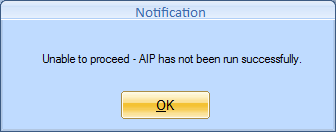 Notification
Unable to proceed - AIP has not been run successfully.
OK